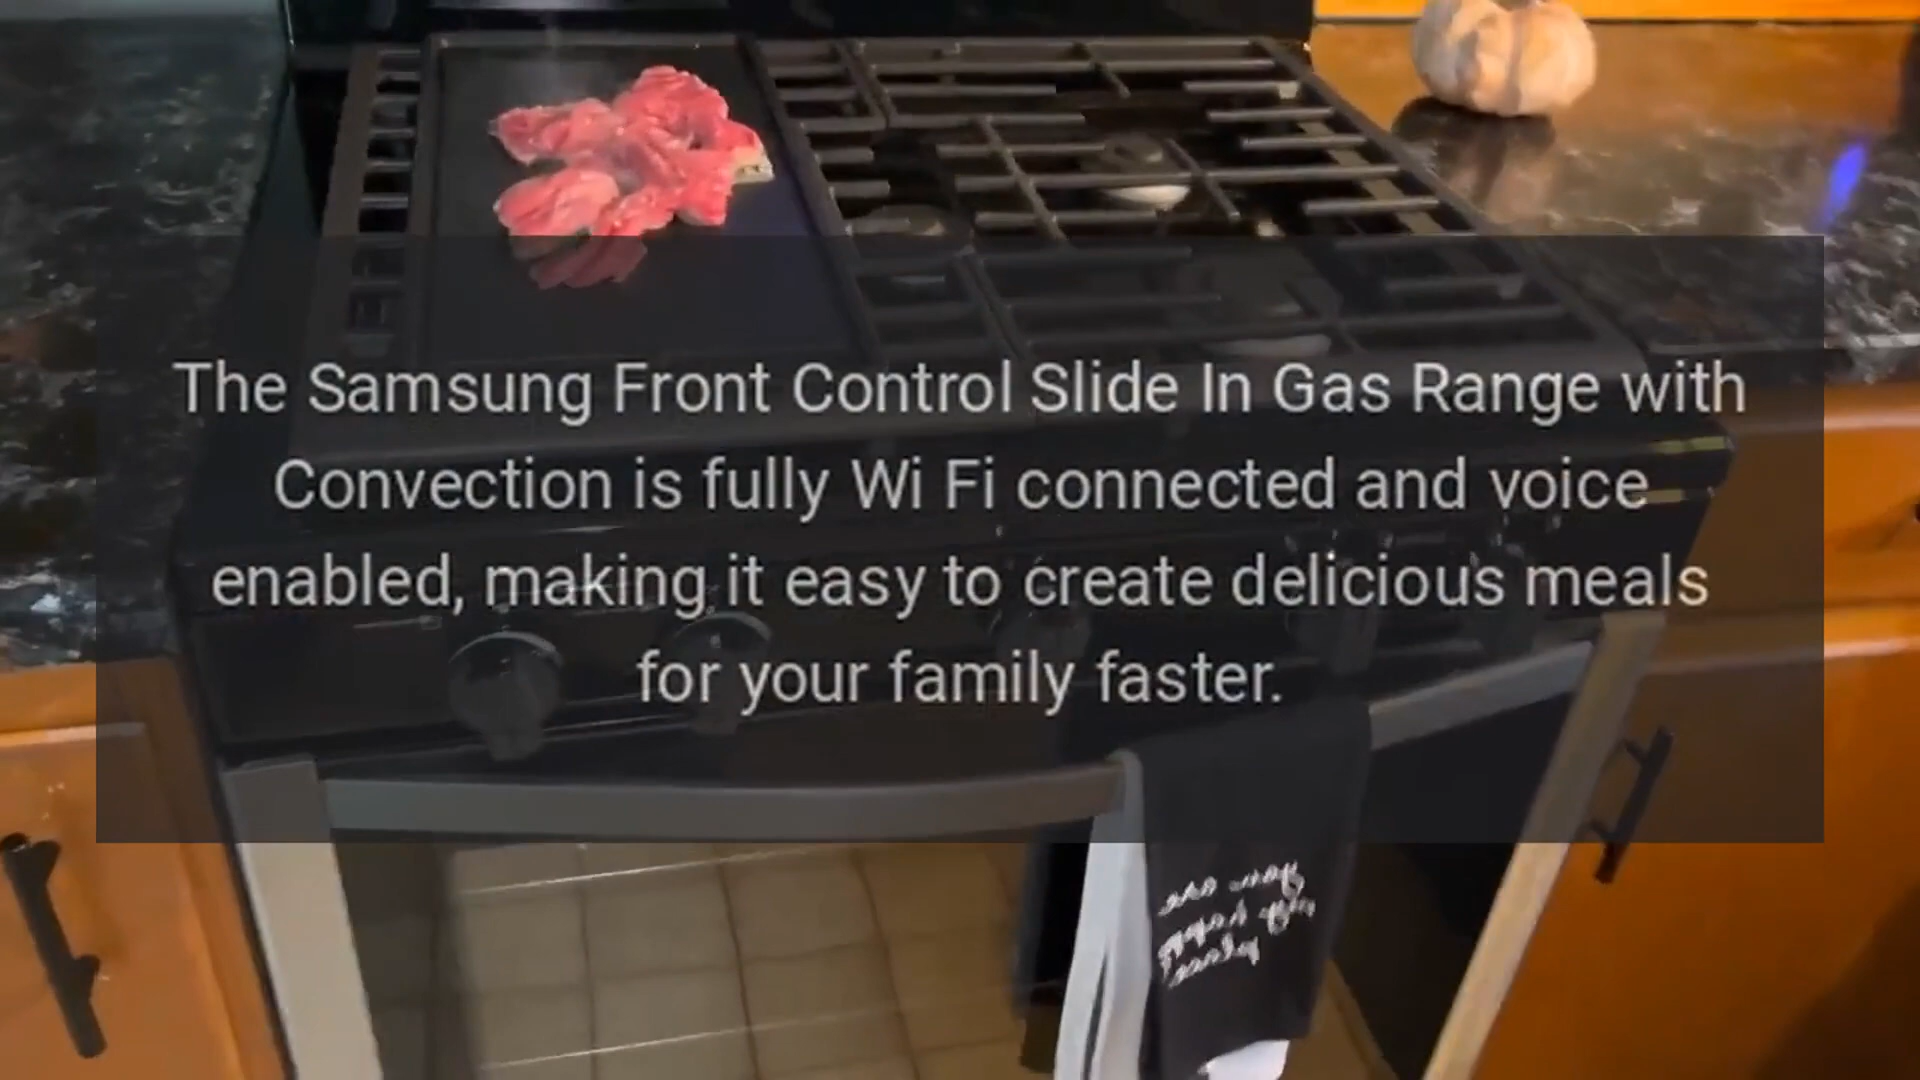 The Samsung Front Control Slide In Gas Range with
Convection is fully Wi Fi connected and voice
enabled, making it easy to create delicious meals
for your family faster.